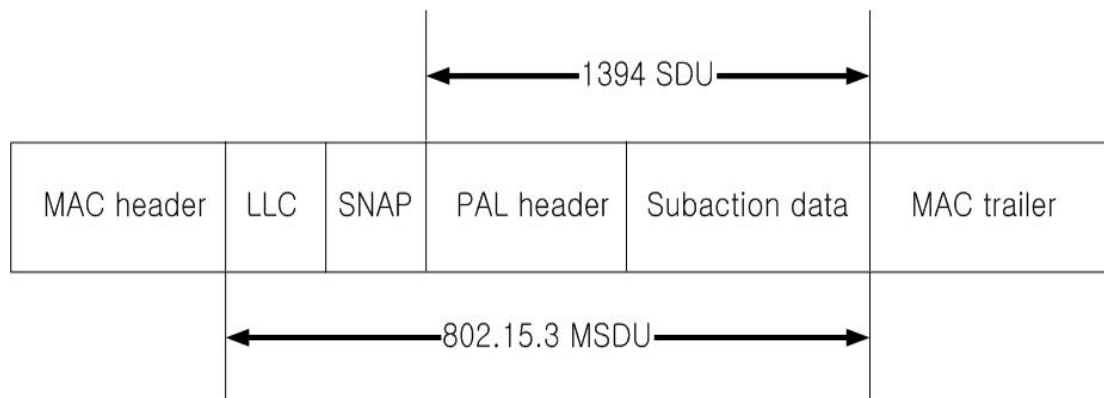 1394 SDU
MAC header LLC SNAP PAL header Subaction data MAC trailer
802.15.3 MSDU